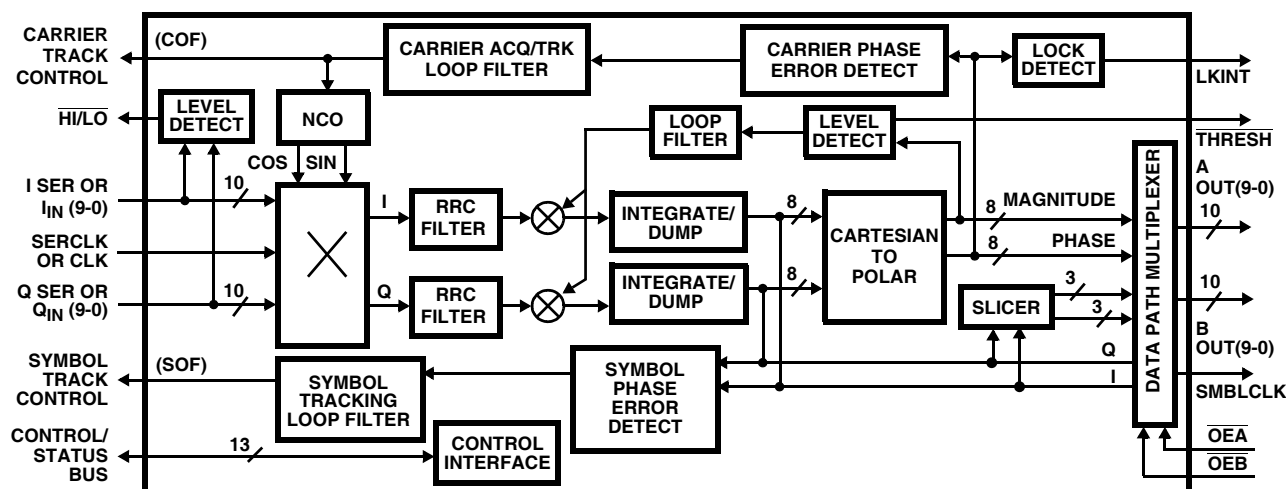 CARRIER
TRACK
CONTROL
(COF)
CARRIER ACQ/TRK
LOOP FILTER
CARRIER PHASE
ERROR DETECT
LOCK
DETECT
LKINT
HI/LO
LEVEL
DETECT
NCO
LOOP
FILTER
LEVEL
DETECT
THRESH
COS
SIN
I SER OR
I_IN (9-0)
10
I
RRC
FILTER
INTEGRATE/
DUMP
8
CARTESIAN
TO
POLAR
8
MAGNITUDE
8
PHASE
DATA PATH MULTIPLEXER
A
OUT(9-0)
10
SERCLK
OR CLK
Q SER OR
Q_IN (9-0)
10
Q
RRC
FILTER
INTEGRATE/
DUMP
8
SLICER
3
3
10
B
OUT(9-0)
SYMBOL
TRACK
CONTROL
(SOF)
SYMBOL
TRACKING
LOOP FILTER
SYMBOL
PHASE
ERROR
DETECT
Q
I
SMBLCLK
CONTROL/
STATUS
BUS
13
CONTROL
INTERFACE
OEA
OEB